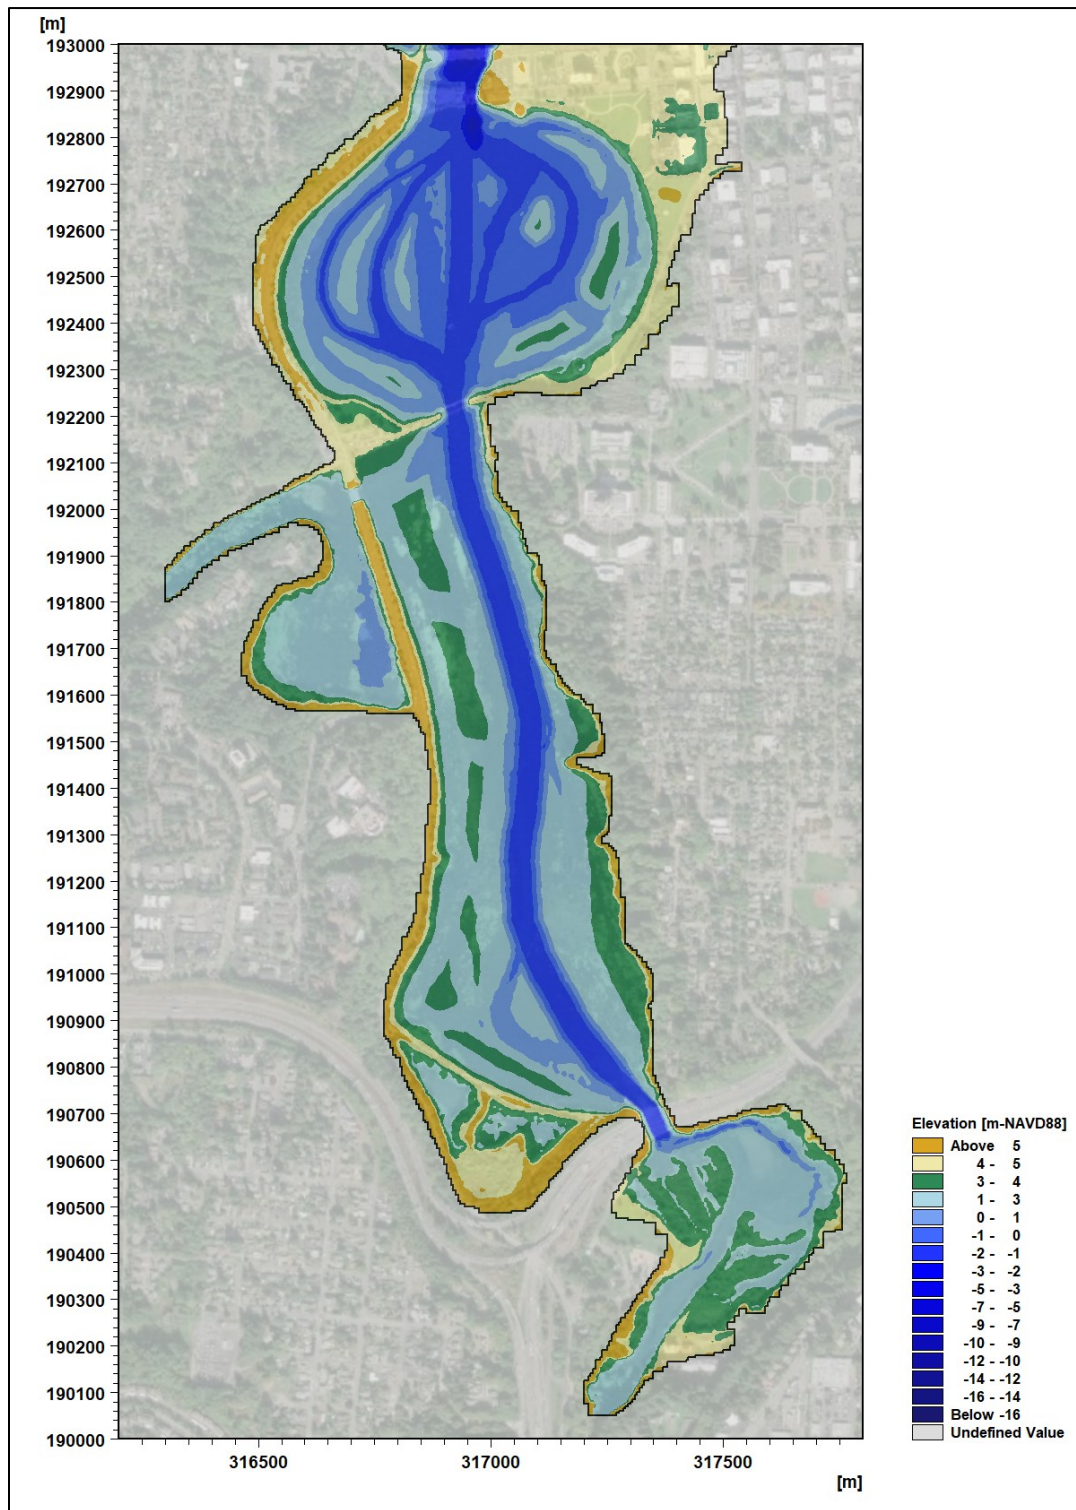 [m]
193000
192900
192800
192700
192600
192500
192400
192300
192200
192100
192000
191900
191800
191700
191600
191500
191400
191300
191200
191100
191000
190900
190800
190700
190600
190500
190400
190300
190200
190100
190000
316500 317000 317500
[m]
Elevation [m-NAVD88]
Above 5
4 - 5
3 - 4
1 - 3
0 - 1
-1 - 0
-2 - -1
-3 - -2
-5 - -3
-7 - -5
-9 - -7
-10 - -9
-12 - -10
-14 - -12
-16 - -14
Below -16
Undefined Value